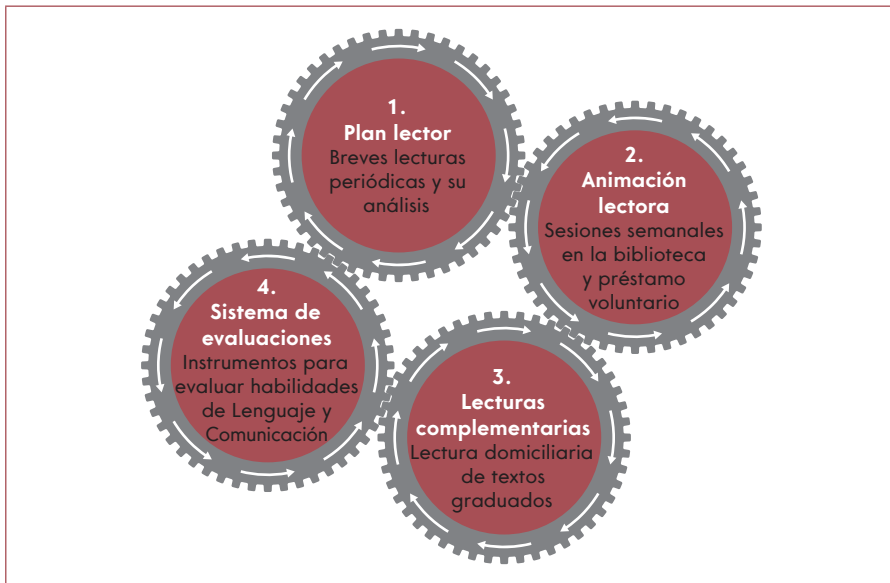 1.
Plan lector
Breves lecturas
periódicas y su
análisis
2.
Animación
lectora
Sesiones semanales
en la biblioteca
y préstamo
voluntario
3.
Lecturas
complementarias
Lectura domiciliaria
de textos
graduados
4.
Sistema de
evaluaciones
Instrumentos para
evaluar habilidades
de Lenguaje y
Comunicación